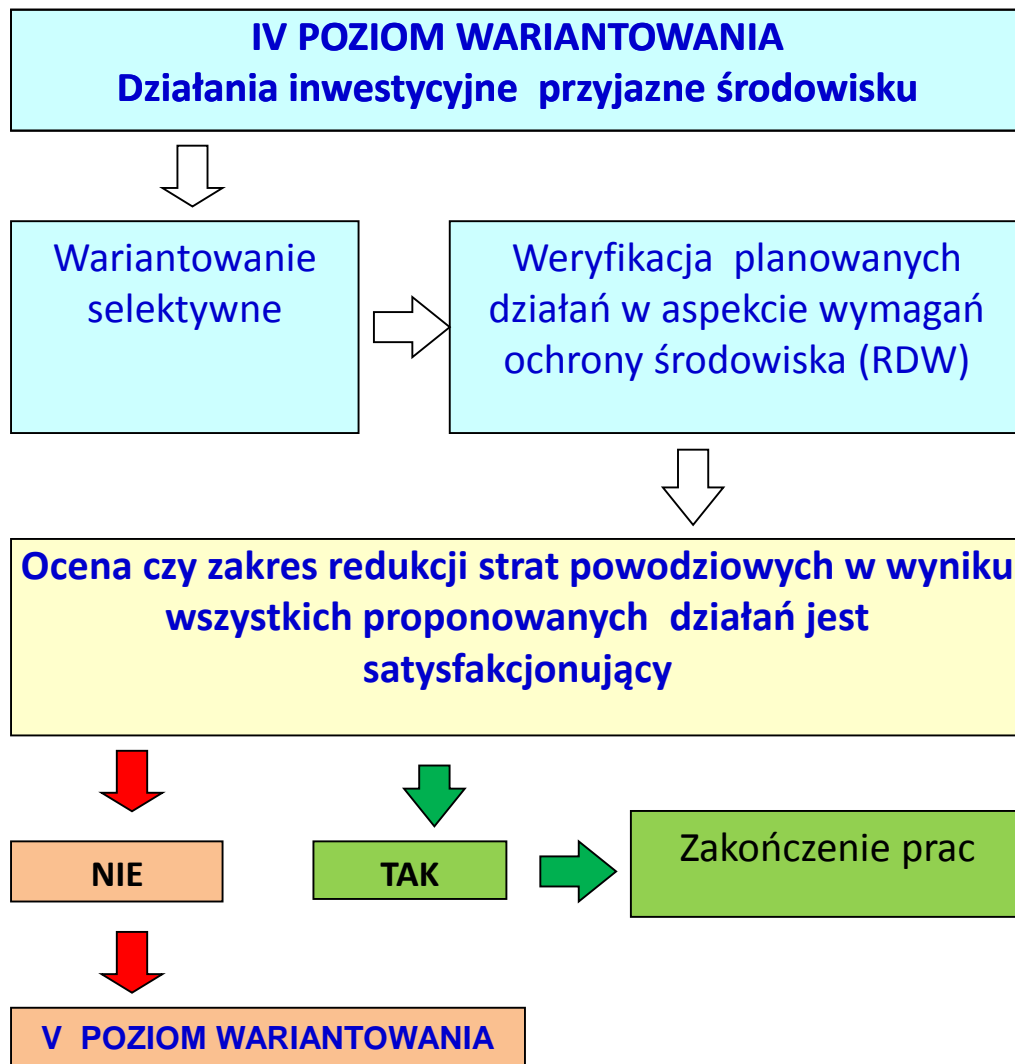 IV POZIOM WARIANTOWANIA
Działania inwestycyjne przyjazne środowisku
Wariantowanie
selektywne
Weryfikacja planowanych
działań w aspekcie wymagań
ochrony środowiska (RDW)
Ocena czy zakres redukcji strat powodziowych w wyniku
wszystkich proponowanych działań jest
satysfakcjonujący
NIE
TAK
Zakończenie prac
V POZIOM WARIANTOWANIA